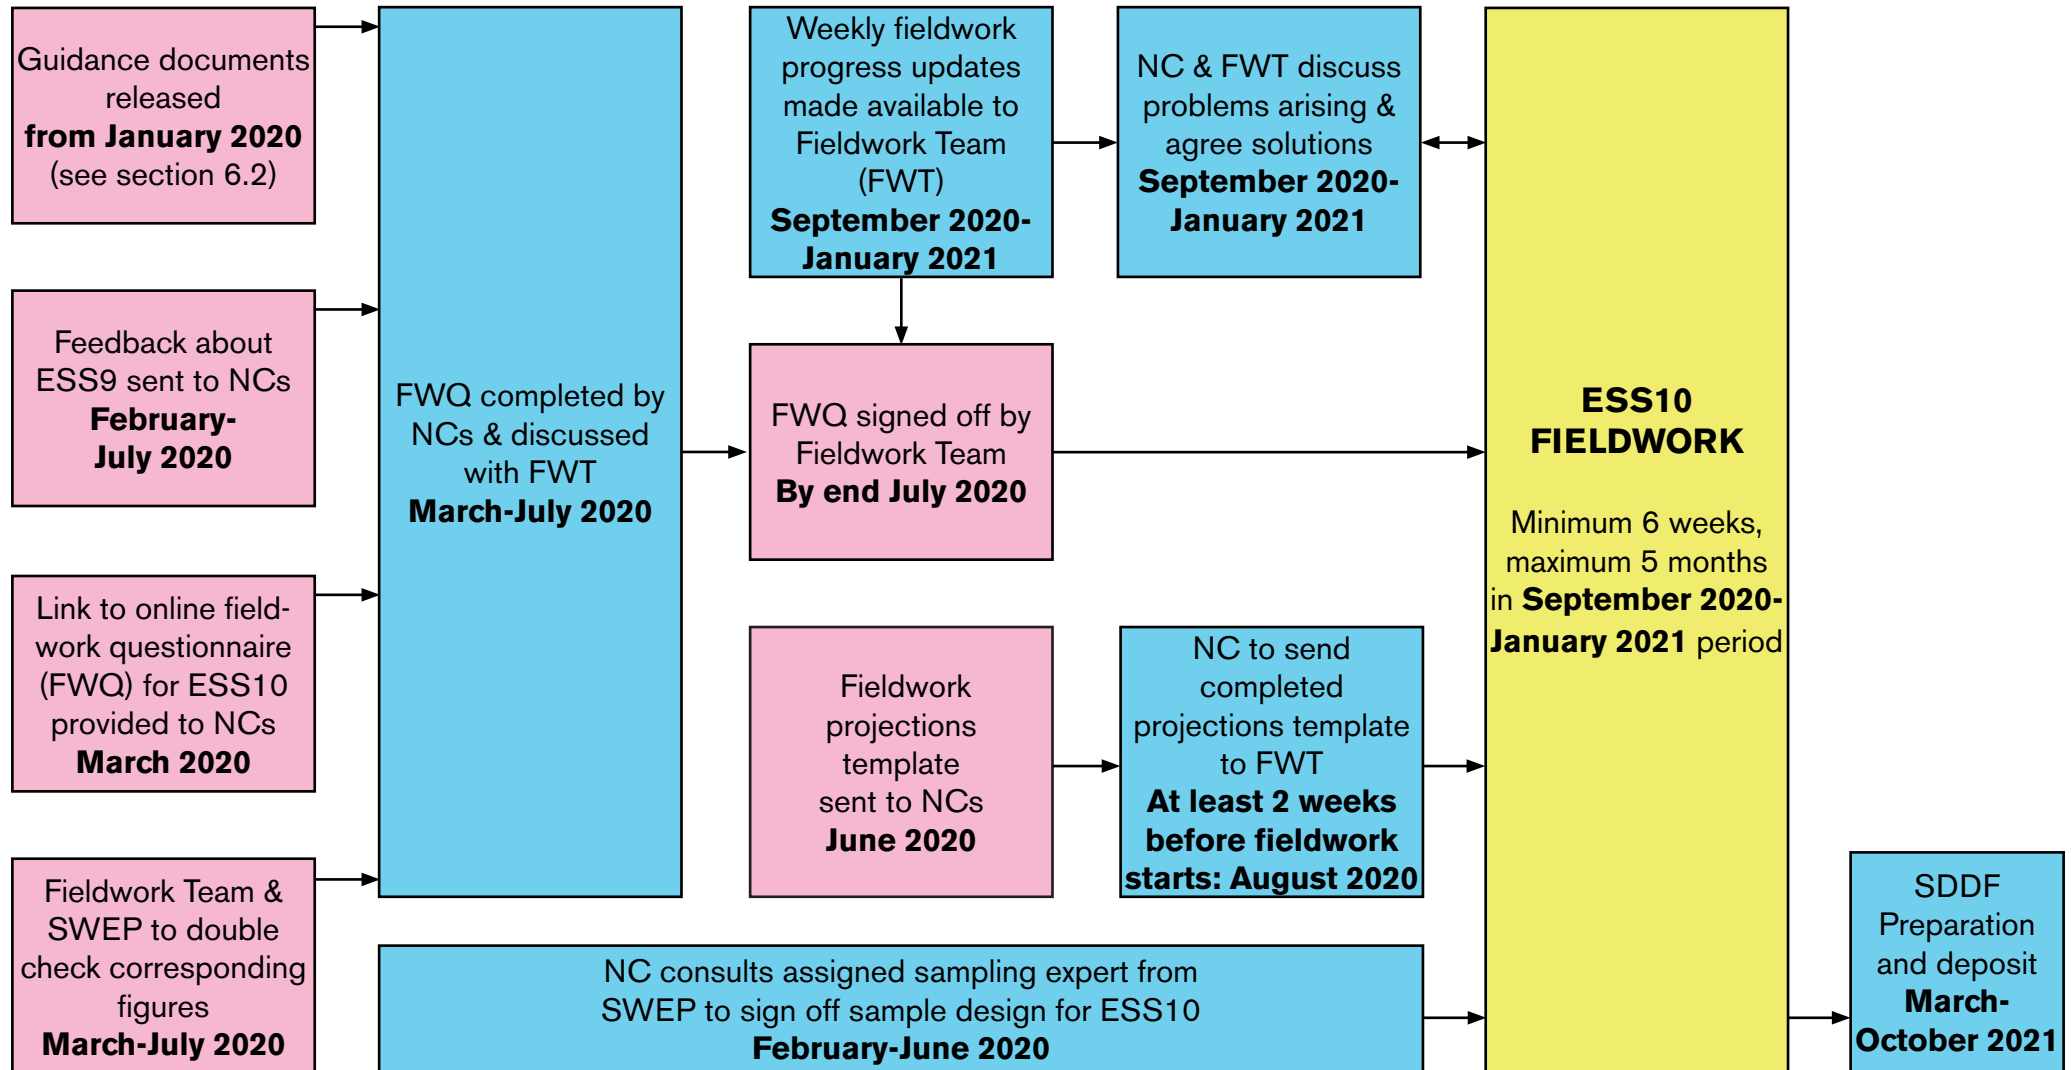 Guidance documents
released
from January 2020
(see section 6.2)
Feedback about
ESS9 sent to NCs
February-
July 2020
Link to online field-
work questionnaire
(FWQ) for ESS10
provided to NCs
March 2020
Fieldwork Team &
SWEP to double
check corresponding
figures
March-July 2020
FWQ completed by
NCs & discussed
with FWT
March-July 2020
Weekly fieldwork
progress updates
made available to
Fieldwork Team
(FWT)
September 2020-
January 2021
NC & FWT discuss
problems arising &
agree solutions
September 2020-
January 2021
FWQ signed off by
Fieldwork Team
By end July 2020
Fieldwork
projections
template
sent to NCs
June 2020
NC to send
completed
projections template
to FWT
At least 2 weeks
before fieldwork
starts: August 2020
NC consults assigned sampling expert from
SWEP to sign off sample design for ESS10
February-June 2020
ESS10
FIELDWORK
Minimum 6 weeks,
maximum 5 months
in September 2020-
January 2021 period
SDDF
Preparation
and deposit
March-
October 2021